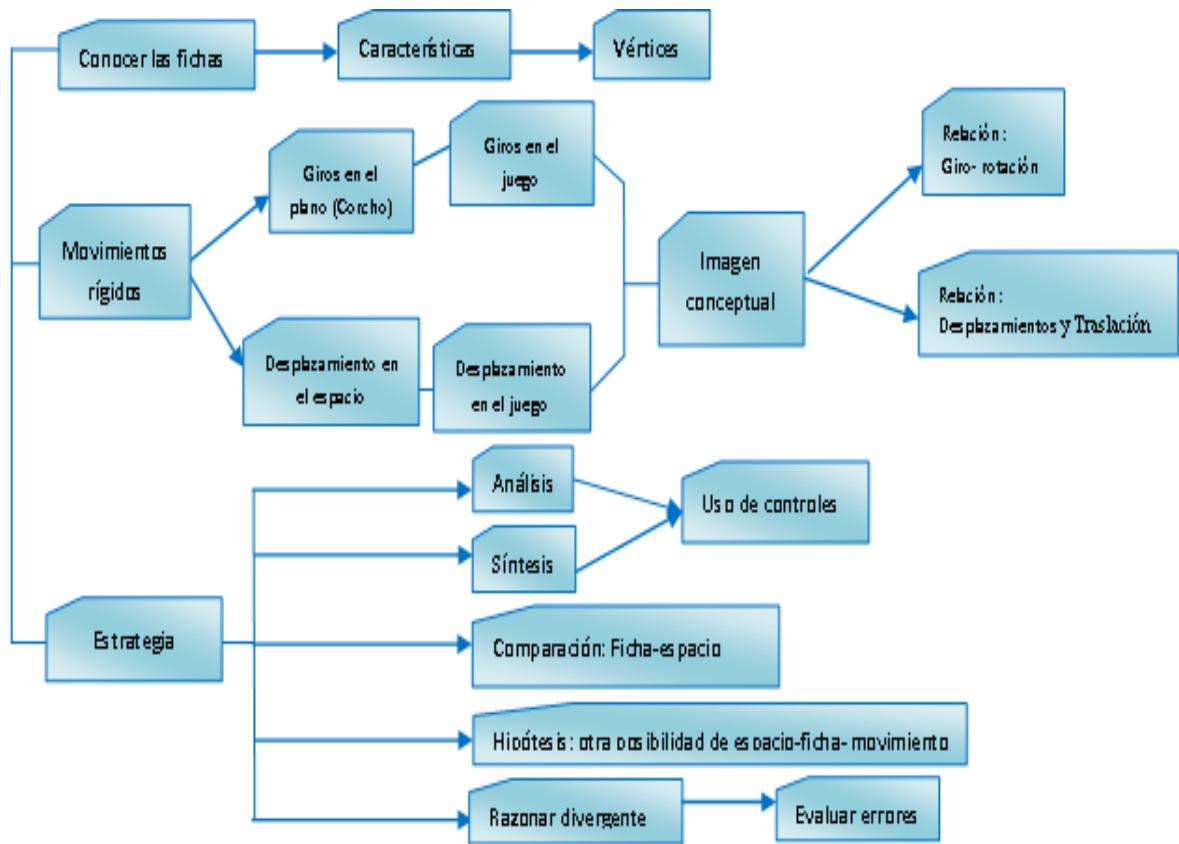 Conocer las fichas
Características
Vértices
Movimientos
rígidos
Giros en el
plano (Corcho)
Giros en el
juego
Desplazamiento en
el espacio
Desplazamiento
en el juego
Imagen
conceptual
Relación :
Giro- rotación
Relación :
Desplazamientos y Traslación
Estrategia
Análisis
Síntesis
Uso de controles
Comparación: Ficha-espacio
Hipótesis : otra posibilidad de espacio-ficha- movimiento
Razonar divergente
Evaluar errores